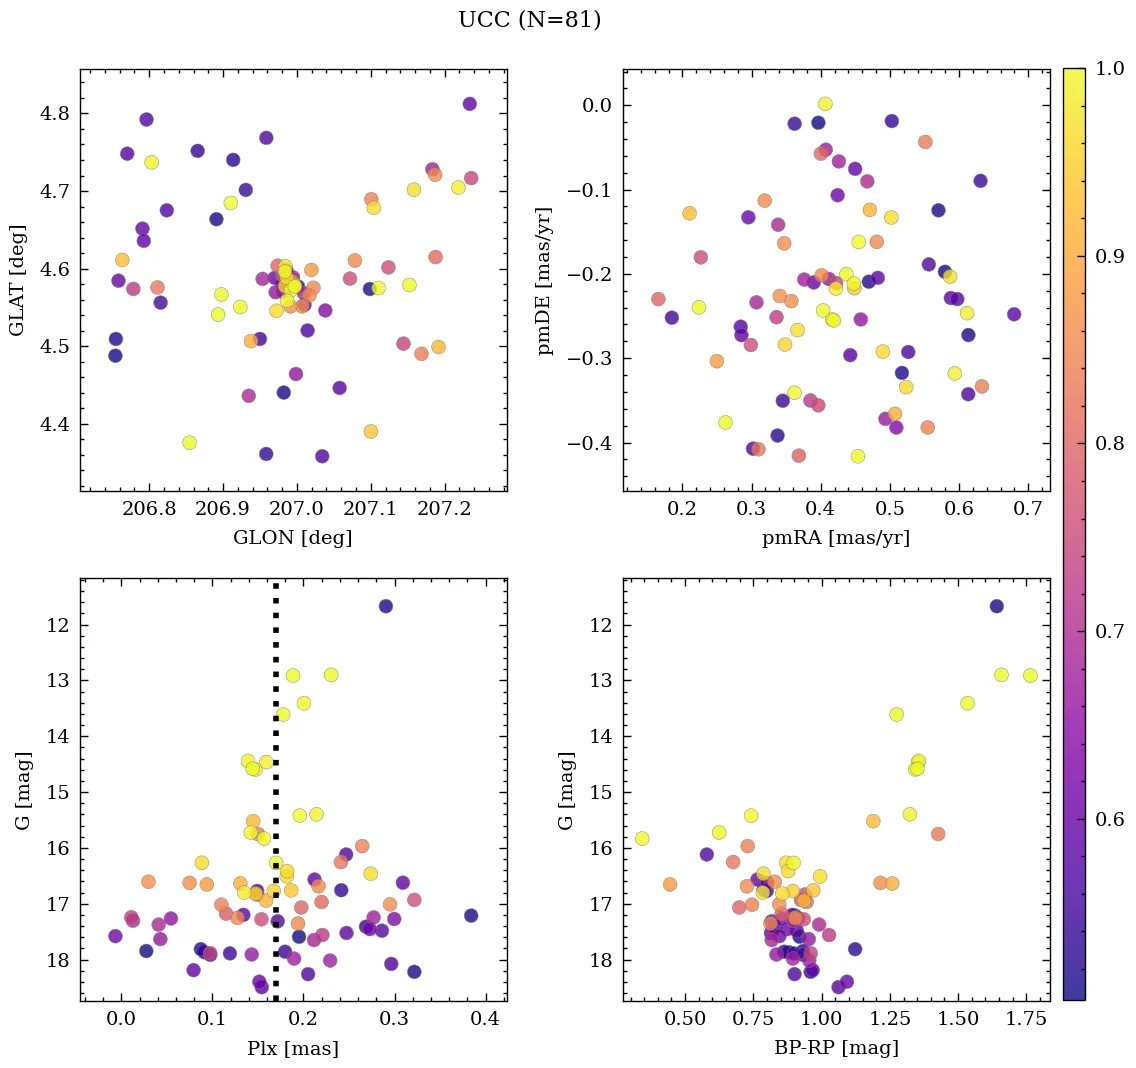 UCC (N=81)
4.8
4.7
4.6
4.5
4.4
GLAT [deg]
206.8 206.9 207.0 207.1 207.2
GLON [deg]
0.0
−0.1
−0.2
−0.3
−0.4
pmDE [mas/yr]
0.2 0.3 0.4 0.5 0.6 0.7
pmRA [mas/yr]
12
13
14
15
16
17
18
G [mag]
0.0 0.1 0.2 0.3 0.4
Plx [mas]
12
13
14
15
16
17
18
G [mag]
0.50 0.75 1.00 1.25 1.50 1.75
BP-RP [mag]
1.0
0.9
0.8
0.7
0.6